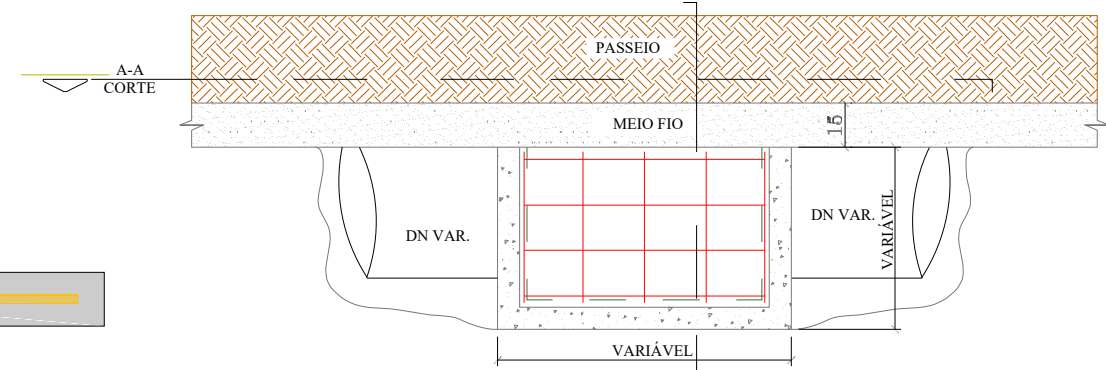 PASSEIO
A-A
CORTE
MEIO FIO
15
DN VAR.
DN VAR.
VARIÁVEL
VARIÁVEL